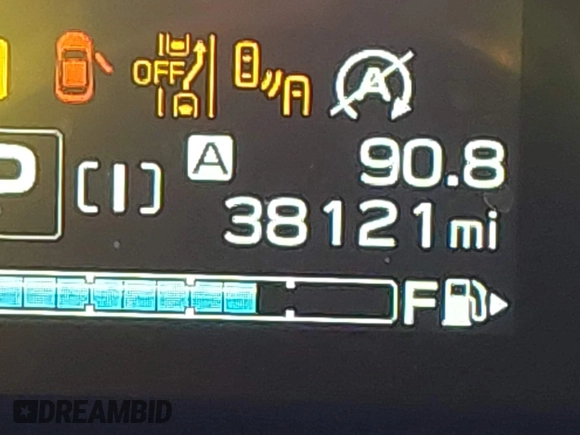 OFF
A
A 90.8
P [I]
38121 mi
F
DREAMBID